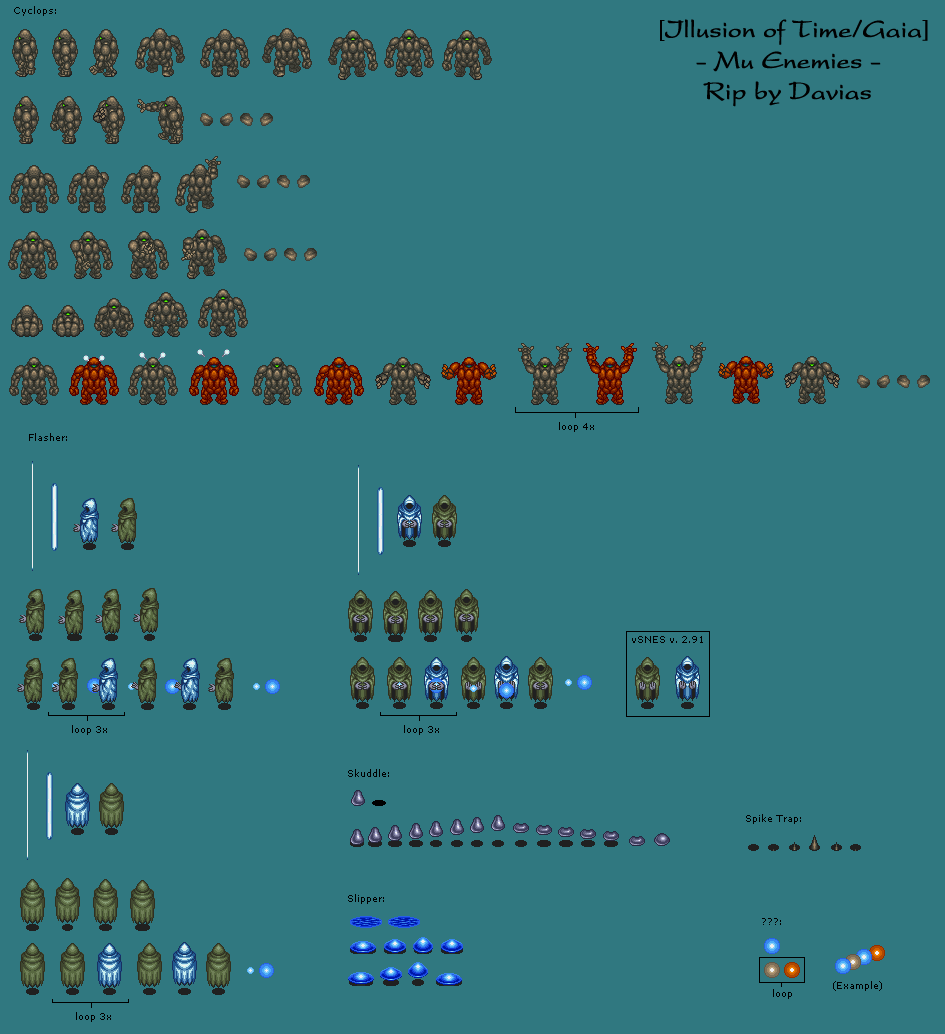 Cyclops:
[Illusion of Time/Gaia]
- Mu Enemies -
Rip by Davias
loop 4x
Flasher:
vSNES v. 2.91
loop 3x
loop 3x
Skuddle:
Spike Trap:
Slipper:
???:
loop
(Example)
loop 3x